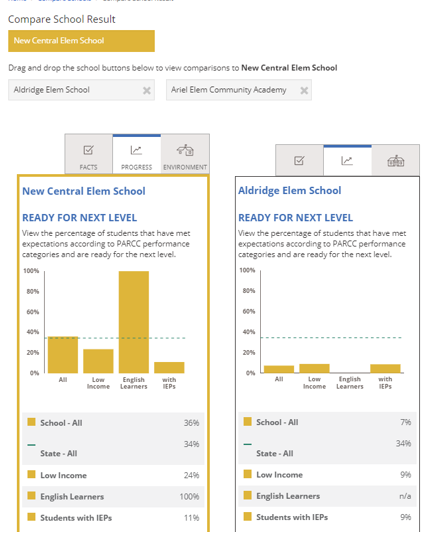 Compare School Result
New Central Elem School
Drag and drop the school buttons below to view comparisons to New Central Elem School
Aldridge Elem School
Ariel Elem Community Academy
FACTS
PROGRESS
ENVIRONMENT
New Central Elem School
READY FOR NEXT LEVEL
View the percentage of students that have met
expectations according to PARCC performance
categories and are ready for the next level.
100%
80%
60%
40%
20%
0%
All
Low
Income
English
Learners
with
IEPs
School - All 36%
34%
State - All
Low Income 24%
English Learners 100%
Students with IEPs 11%
Aldridge Elem School
READY FOR NEXT LEVEL
View the percentage of students that have met
expectations according to PARCC performance
categories and are ready for the next level.
100%
80%
60%
40%
20%
0%
All
Low
Income
English
Learners
with
IEPs
School - All 7%
34%
State - All
Low Income 9%
English Learners n/a
Students with IEPs 9%